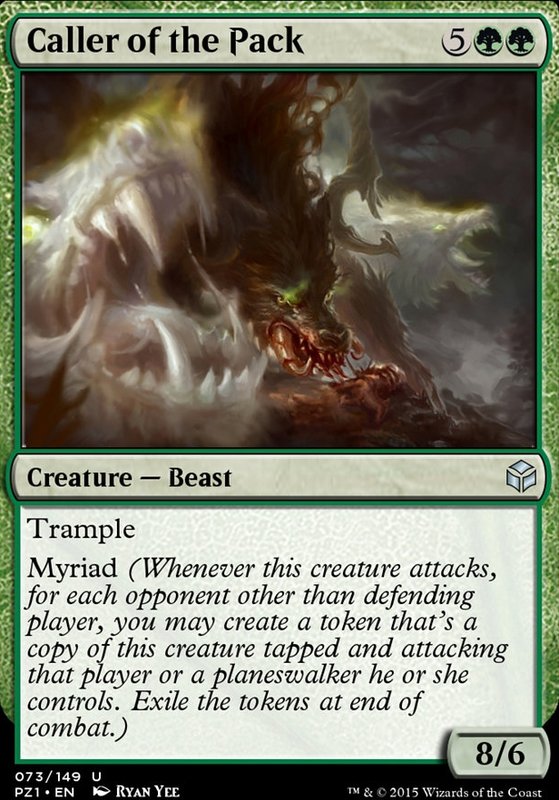 Caller of the Pack 5
Creature — Beast
Trample
Myriad (Whenever this creature attacks,
for each opponent other than defending
player, you may create a token that's a
copy of this creature tapped and attacking
that player or a planeswalker he or she
controls. Exile the tokens at end of
combat.)
8/6
073/149 U
PZ1 • EN Ryan Yee
™ & © 2015 Wizards of the Coast